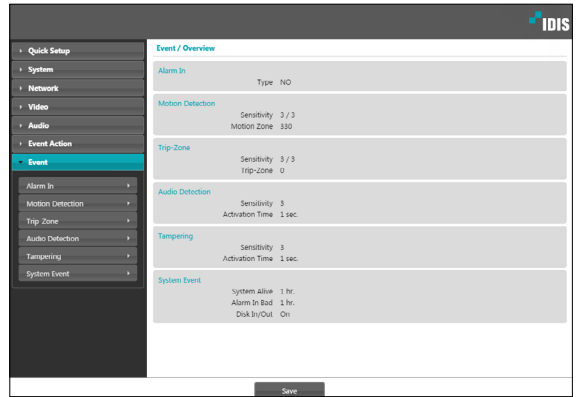 IDIS
Quick Setup
System
Network
Video
Audio
Event Action
Event
Alarm In
Motion Detection
Trip Zone
Audio Detection
Tampering
System Event
Event / Overview
Alarm In
Type NO
Motion Detection
Sensitivity 3 / 3
Motion Zone 330
Trip-Zone
Sensitivity 3 / 3
Trip-Zone 0
Audio Detection
Sensitivity 3
Activation Time 1 sec.
Tampering
Sensitivity 3
Activation Time 1 sec.
System Event
System Alive 1 hr.
Alarm In Bad 1 hr.
Disk In/Out On
Save